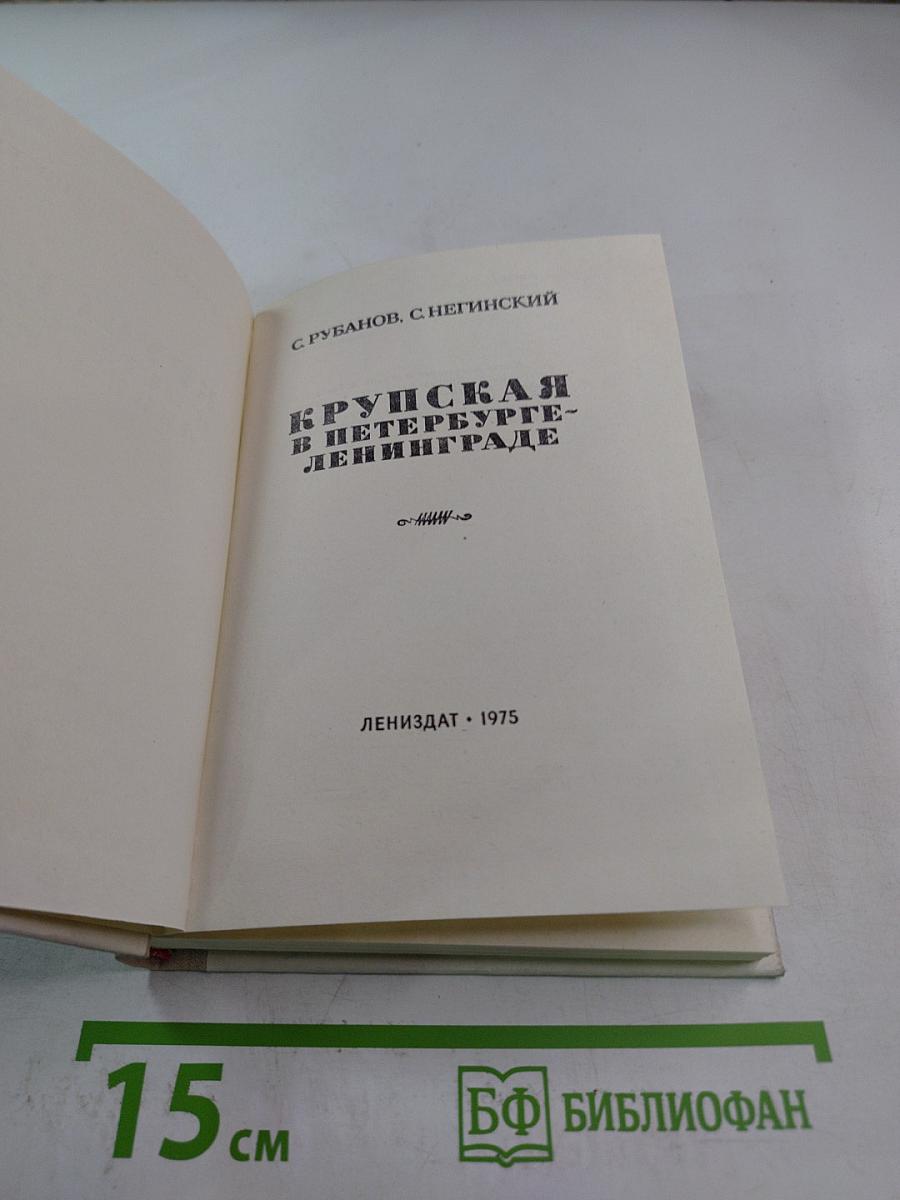 С. РУБАНОВ, С. НЕГИНСКИЙ
КРУПСКАЯ
В ПЕТЕРБУРГЕ-
ЛЕНИНГРАДЕ
ЛЕНИЗДАТ • 1975
15 см
БФ БИБЛИОФАН